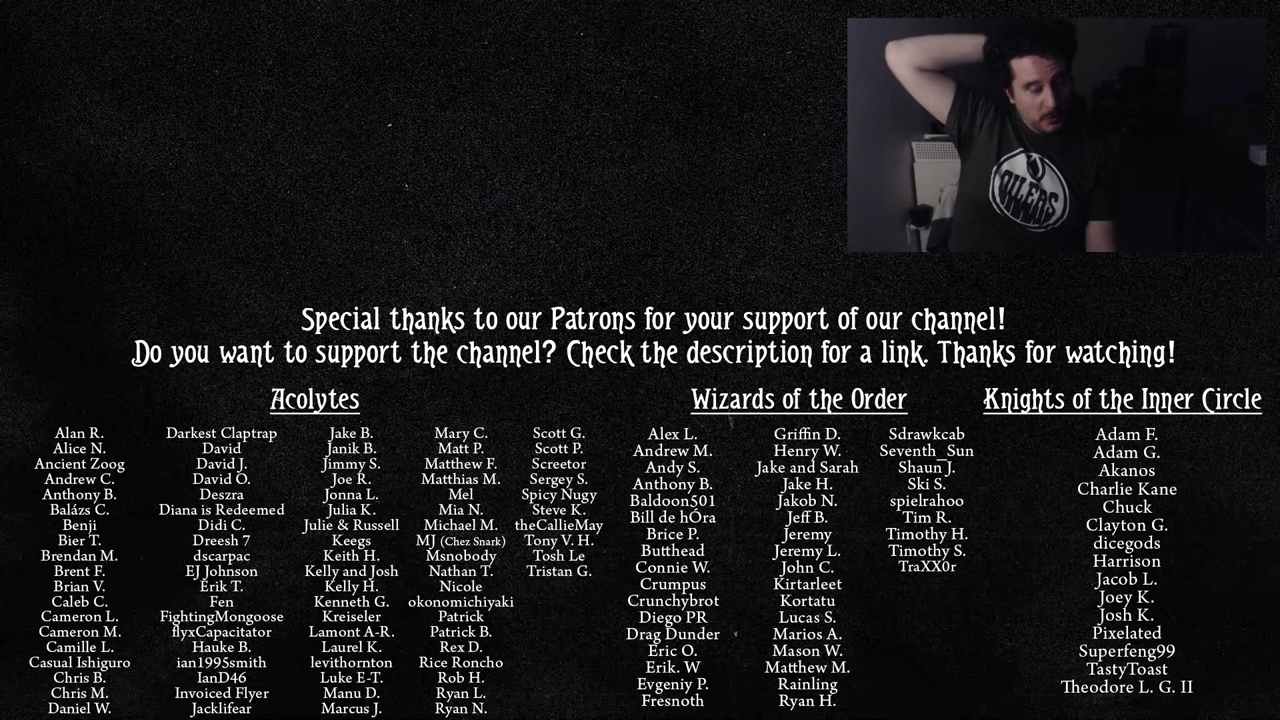 OILERS
Special thanks to our Patrons for your support of our channel!
Do you want to support the channel? Check the description for a link. Thanks for watching!
Acolytes
Alan R.
Alice N.
Ancient Zoog
Andrew C.
Anthony B.
Balázs C.
Benji
Bier T.
Brendan M.
Brent F.
Brian V.
Caleb C.
Cameron L.
Cameron M.
Camille L.
Casual Ishiguro
Chris B.
Chris M.
Daniel W.
Darkest Claptrap
David
David J.
David O.
Deszra
Diana is Redeemed
Didi C.
Dreesh 7
dscarpac
EJ Johnson
Erik T.
Fen
FightingMongoose
flyxCapacitator
Hauke B.
ian1995smith
IanD46
Invoiced Flyer
Jacklifear
Jake B.
Janik B.
Jimmy S.
Joe R.
Jonna L.
Julia K.
Julie & Russell
Keegs
Keith H.
Kelly and Josh
Kelly H.
Kenneth G.
Kreiseler
Lamont A-R.
Laurel K.
levithornton
Luke E-T.
Manu D.
Marcus J.
Mary C.
Matt P.
Matthew F.
Matthias M.
Mel
Mia N.
Michael M.
MJ (Chez Snark)
Msnobody
Nathan T.
Nicole
okonomichiyaki
Patrick
Patrick B.
Rex D.
Rice Roncho
Rob H.
Ryan L.
Ryan N.
Scott G.
Scott P.
Screetor
Sergey S.
Spicy Nugy
Steve K.
theCallieMay
Tony V. H.
Tosh Le
Tristan G.
Wizards of the Order
Alex L.
Andrew M.
Andy S.
Anthony B.
Baldoon501
Bill de hÓra
Brice P.
Butthead
Connie W.
Crumpus
Crunchybrot
Diego PR
Drag Dunder
Eric O.
Erik. W
Evgeniy P.
Fresnoth
Griffin D.
Henry W.
Jake and Sarah
Jake H.
Jakob N.
Jeff B.
Jeremy
Jeremy L.
John C.
Kirtarleet
Kortatu
Lucas S.
Marios A.
Mason W.
Matthew M.
Rainling
Ryan H.
Sdrawkcab
Seventh_Sun
Shaun J.
Ski S.
spielrahoo
Tim R.
Timothy H.
Timothy S.
TraXX0r
Knights of the Inner Circle
Adam F.
Adam G.
Akanos
Charlie Kane
Chuck
Clayton G.
dicegods
Harrison
Jacob L.
Joey K.
Josh K.
Pixelated
Superfeng99
TastyToast
Theodore L. G. II